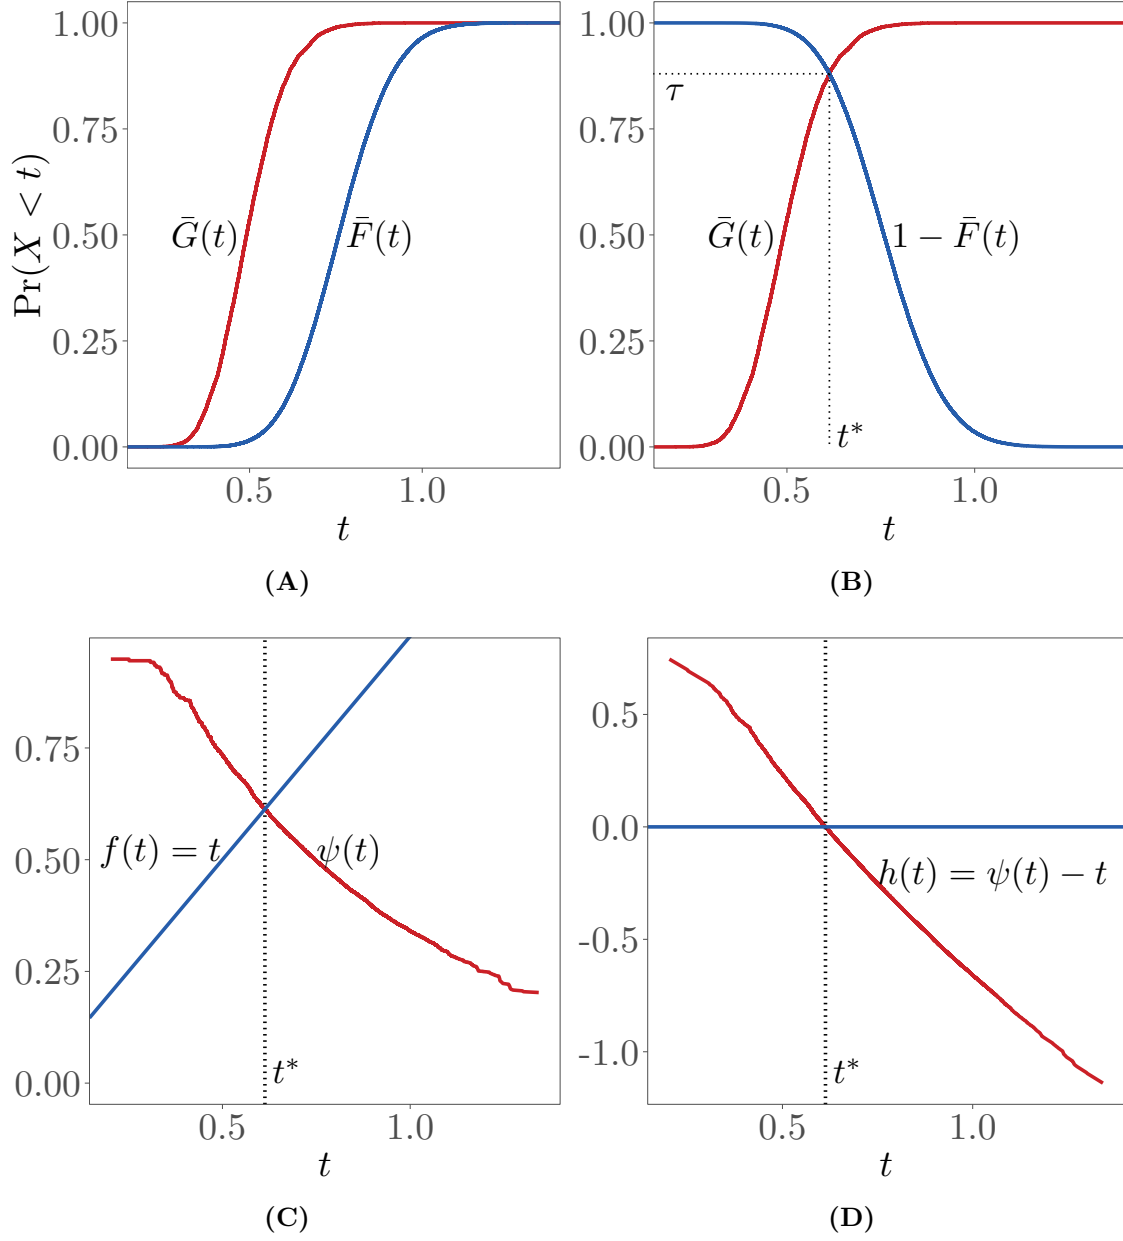 Pr(X < t)
1.00
0.75
0.50
0.25
0.00
Ḡ(t)
F̄(t)
0.5
1.0
t
(A)
1.00
0.75
0.50
0.25
0.00
τ
Ḡ(t)
1 − F̄(t)
t*
0.5
1.0
t
(B)
0.75
0.50
0.25
0.00
f(t) = t
ψ(t)
t*
0.5
1.0
t
(C)
0.5
0.0
-0.5
-1.0
h(t) = ψ(t) − t
t*
0.5
1.0
t
(D)